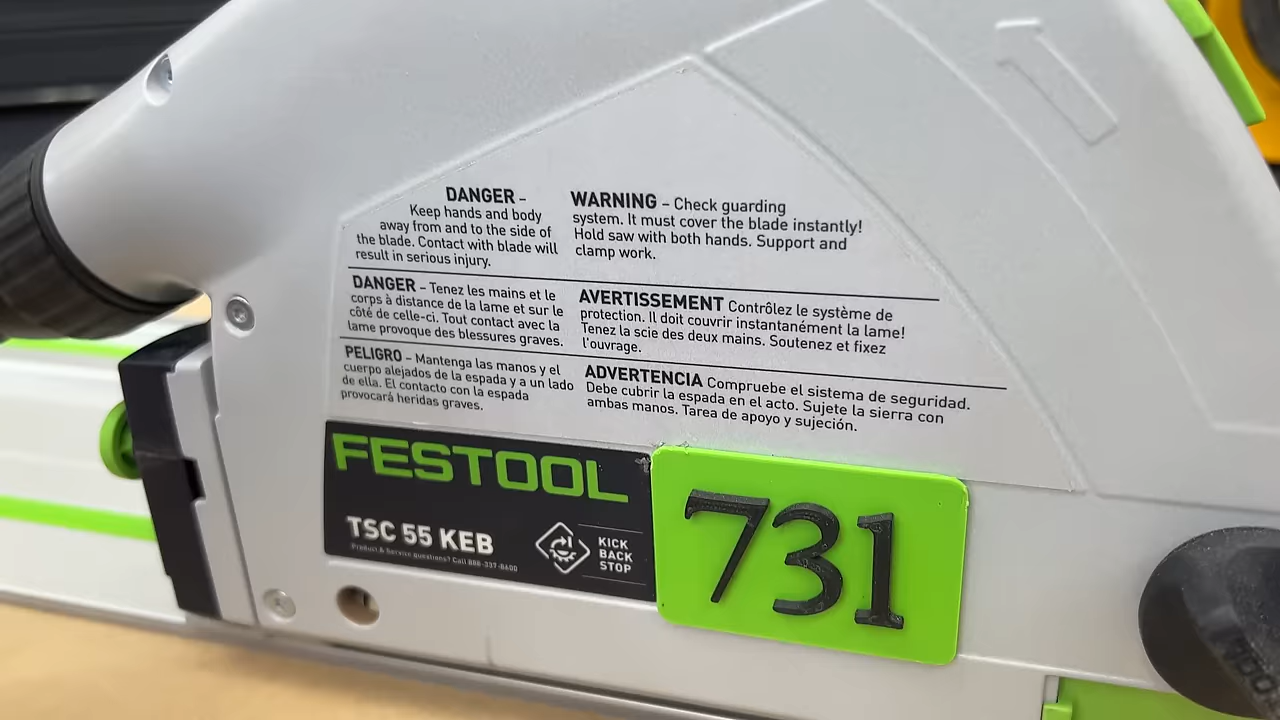 DANGER –
Keep hands and body
away from and to the side of
the blade. Contact with blade will
result in serious injury.
WARNING – Check guarding
system. It must cover the blade instantly!
Hold saw with both hands. Support and
clamp work.
DANGER – Tenez les mains et le
corps à distance de la lame et sur le
côté de celle-ci. Tout contact avec la
lame provoque des blessures graves.
AVERTISSEMENT Contrôlez le système de
protection. Il doit couvrir instantanément la lame!
Tenez la scie des deux mains. Soutenez et fixez
l'ouvrage.
PELIGRO – Mantenga las manos y el
cuerpo alejados de la espada y a un lado
de ella. El contacto con la espada
provocará heridas graves.
ADVERTENCIA Compruebe el sistema de seguridad.
Debe cubrir la espada en el acto. Sujete la sierra con
ambas manos. Tarea de apoyo y sujeción.
FESTOOL
TSC 55 KEB
Product & Service questions? Call 888-337-8600
KICK
BACK
STOP
731